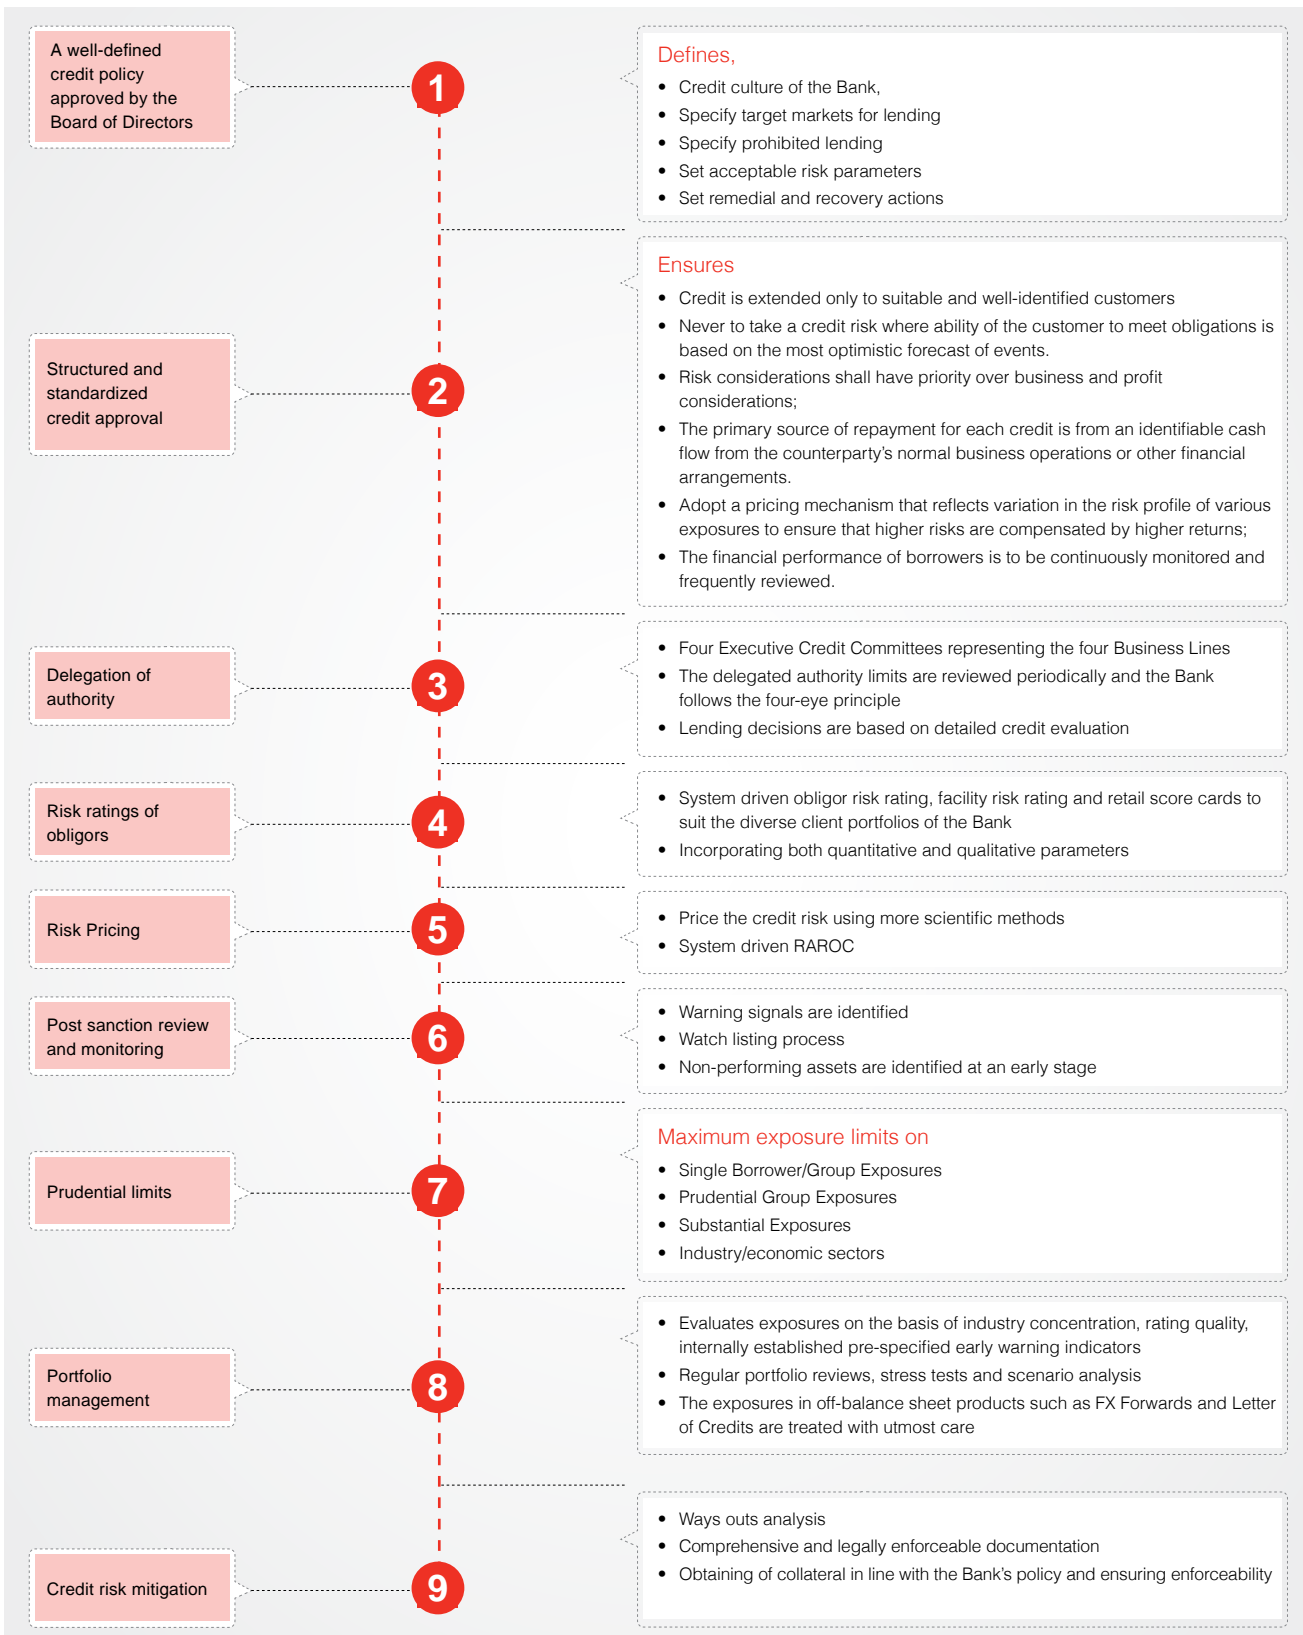 A well-defined
credit policy
approved by the
Board of Directors
1
Defines,
• Credit culture of the Bank,
• Specify target markets for lending
• Specify prohibited lending
• Set acceptable risk parameters
• Set remedial and recovery actions
Structured and
standardized
credit approval
2
Ensures
• Credit is extended only to suitable and well-identified customers
• Never to take a credit risk where ability of the customer to meet obligations is
based on the most optimistic forecast of events.
• Risk considerations shall have priority over business and profit
considerations;
• The primary source of repayment for each credit is from an identifiable cash
flow from the counterparty's normal business operations or other financial
arrangements.
• Adopt a pricing mechanism that reflects variation in the risk profile of various
exposures to ensure that higher risks are compensated by higher returns;
• The financial performance of borrowers is to be continuously monitored and
frequently reviewed.
Delegation of
authority
3
• Four Executive Credit Committees representing the four Business Lines
• The delegated authority limits are reviewed periodically and the Bank
follows the four-eye principle
• Lending decisions are based on detailed credit evaluation
Risk ratings of
obligors
4
• System driven obligor risk rating, facility risk rating and retail score cards to
suit the diverse client portfolios of the Bank
• Incorporating both quantitative and qualitative parameters
Risk Pricing
5
• Price the credit risk using more scientific methods
• System driven RAROC
Post sanction review
and monitoring
6
• Warning signals are identified
• Watch listing process
• Non-performing assets are identified at an early stage
Prudential limits
7
Maximum exposure limits on
• Single Borrower/Group Exposures
• Prudential Group Exposures
• Substantial Exposures
• Industry/economic sectors
Portfolio
management
8
• Evaluates exposures on the basis of industry concentration, rating quality,
internally established pre-specified early warning indicators
• Regular portfolio reviews, stress tests and scenario analysis
• The exposures in off-balance sheet products such as FX Forwards and Letter
of Credits are treated with utmost care
Credit risk mitigation
9
• Ways outs analysis
• Comprehensive and legally enforceable documentation
• Obtaining of collateral in line with the Bank's policy and ensuring enforceability